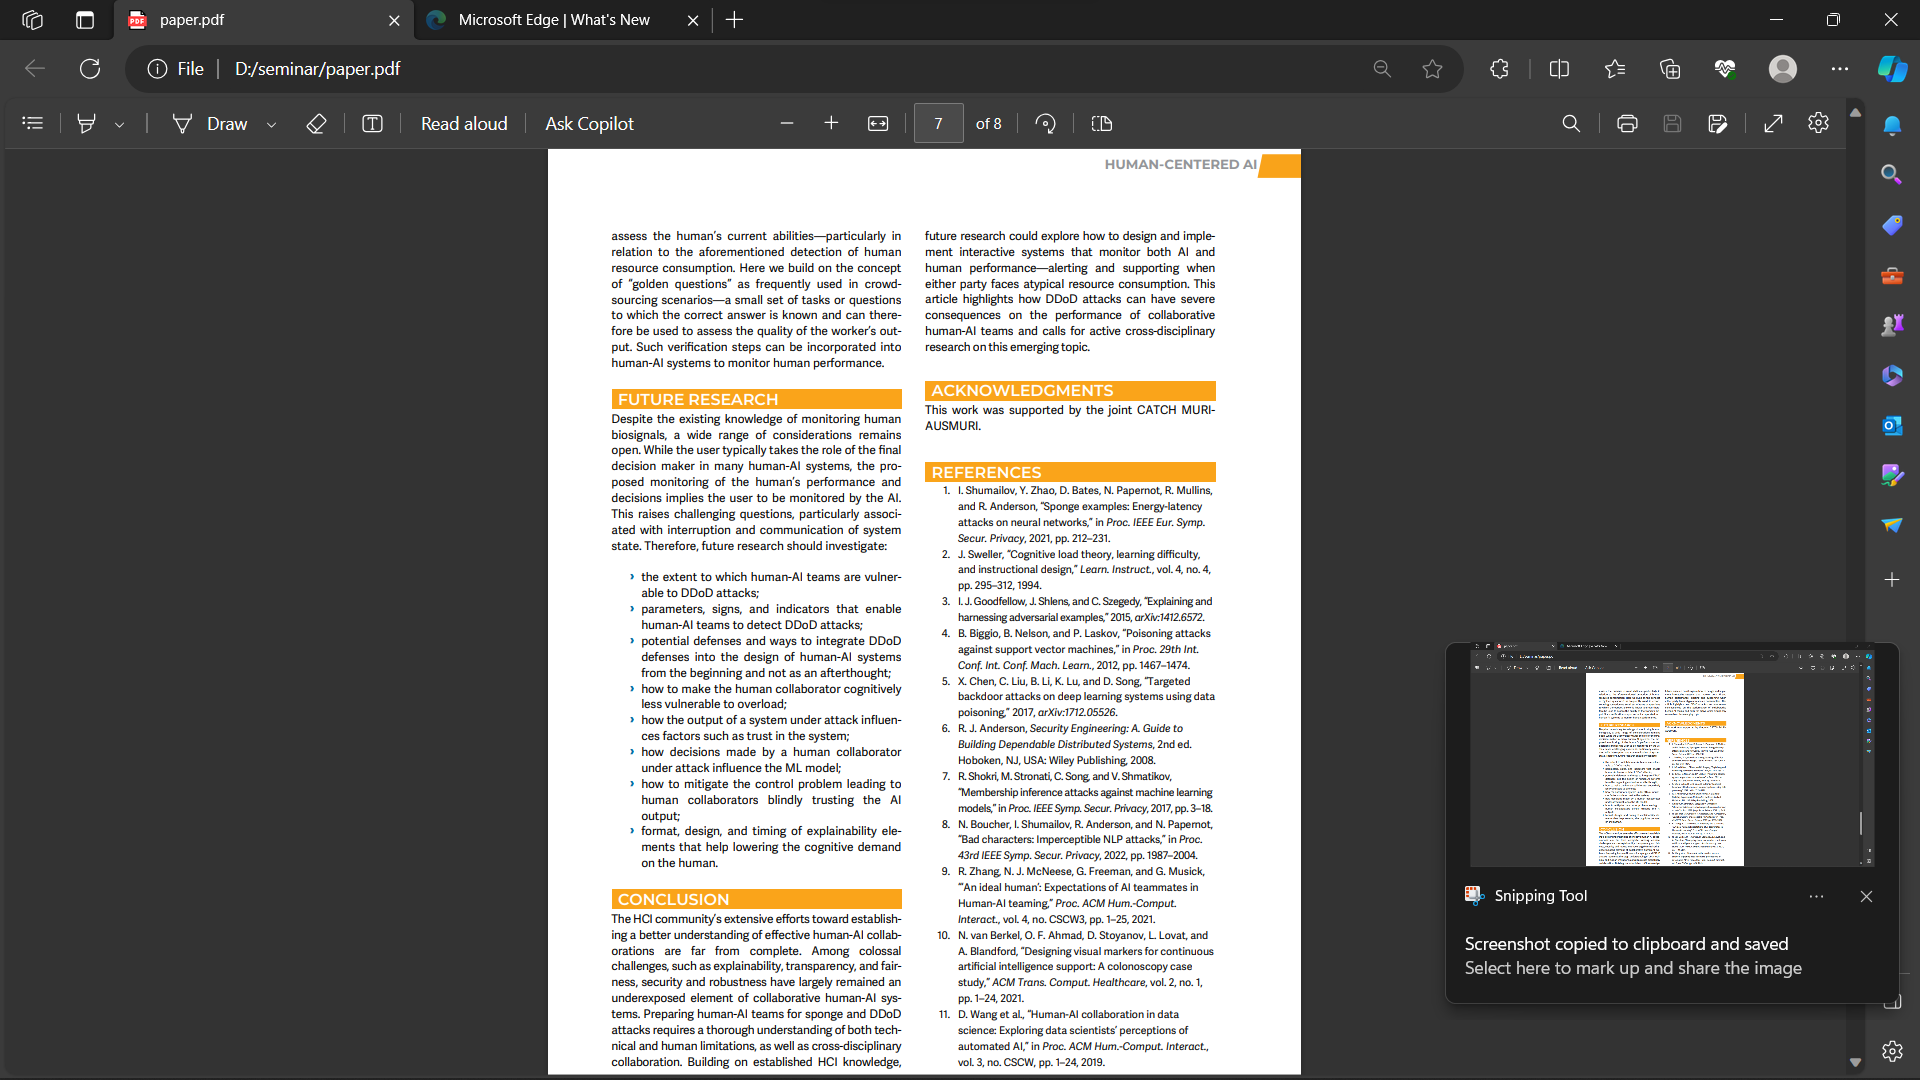 paper.pdf
Microsoft Edge | What's New
File
D:/seminar/paper.pdf
Draw
Read aloud
Ask Copilot
7
of 8
HUMAN-CENTERED AI
assess the human's current abilities—particularly in
relation to the aforementioned detection of human
resource consumption. Here we build on the concept
of "golden questions" as frequently used in crowd-
sourcing scenarios—a small set of tasks or questions
to which the correct answer is known and can there-
fore be used to assess the quality of the worker's out-
put. Such verification steps can be incorporated into
human-AI systems to monitor human performance.
FUTURE RESEARCH
Despite the existing knowledge of monitoring human
biosignals, a wide range of considerations remains
open. While the user typically takes the role of the final
decision maker in many human-AI systems, the pro-
posed monitoring of the human's performance and
decisions implies the user to be monitored by the AI.
This raises challenging questions, particularly associ-
ated with interruption and communication of system
state. Therefore, future research should investigate:
› the extent to which human-AI teams are vulner-
able to DDoD attacks;
› parameters, signs, and indicators that enable
human-AI teams to detect DDoD attacks;
› potential defenses and ways to integrate DDoD
defenses into the design of human-AI systems
from the beginning and not as an afterthought;
› how to make the human collaborator cognitively
less vulnerable to overload;
› how the output of a system under attack influen-
ces factors such as trust in the system;
› how decisions made by a human collaborator
under attack influence the ML model;
› how to mitigate the control problem leading to
human collaborators blindly trusting the AI
output;
› format, design, and timing of explainability ele-
ments that help lowering the cognitive demand
on the human.
CONCLUSION
The HCI community's extensive efforts toward establish-
ing a better understanding of effective human-AI collab-
orations are far from complete. Among colossal
challenges, such as explainability, transparency, and fair-
ness, security and robustness have largely remained an
underexposed element of collaborative human-AI sys-
tems. Preparing human-AI teams for sponge and DDoD
attacks requires a thorough understanding of both tech-
nical and human limitations, as well as cross-disciplinary
collaboration. Building on established HCI knowledge,
future research could explore how to design and imple-
ment interactive systems that monitor both AI and
human performance—alerting and supporting when
either party faces atypical resource consumption. This
article highlights how DDoD attacks can have severe
consequences on the performance of collaborative
human-AI teams and calls for active cross-disciplinary
research on this emerging topic.
ACKNOWLEDGMENTS
This work was supported by the joint CATCH MURI-
AUSMURI.
REFERENCES
1. I. Shumailov, Y. Zhao, D. Bates, N. Papernot, R. Mullins,
and R. Anderson, "Sponge examples: Energy-latency
attacks on neural networks," in Proc. IEEE Eur. Symp.
Secur. Privacy, 2021, pp. 212–231.
2. J. Sweller, "Cognitive load theory, learning difficulty,
and instructional design," Learn. Instruct., vol. 4, no. 4,
pp. 295–312, 1994.
3. I. J. Goodfellow, J. Shlens, and C. Szegedy, "Explaining and
harnessing adversarial examples," 2015, arXiv:1412.6572.
4. B. Biggio, B. Nelson, and P. Laskov, "Poisoning attacks
against support vector machines," in Proc. 29th Int.
Conf. Int. Conf. Mach. Learn., 2012, pp. 1467–1474.
5. X. Chen, C. Liu, B. Li, K. Lu, and D. Song, "Targeted
backdoor attacks on deep learning systems using data
poisoning," 2017, arXiv:1712.05526.
6. R. J. Anderson, Security Engineering: A. Guide to
Building Dependable Distributed Systems, 2nd ed.
Hoboken, NJ, USA: Wiley Publishing, 2008.
7. R. Shokri, M. Stronati, C. Song, and V. Shmatikov,
"Membership inference attacks against machine learning
models," in Proc. IEEE Symp. Secur. Privacy, 2017, pp. 3–18.
8. N. Boucher, I. Shumailov, R. Anderson, and N. Papernot,
"Bad characters: Imperceptible NLP attacks," in Proc.
43rd IEEE Symp. Secur. Privacy, 2022, pp. 1987–2004.
9. R. Zhang, N. J. McNeese, G. Freeman, and G. Musick,
"'An ideal human': Expectations of AI teammates in
Human-AI teaming," Proc. ACM Hum.-Comput.
Interact., vol. 4, no. CSCW3, pp. 1–25, 2021.
10. N. van Berkel, O. F. Ahmad, D. Stoyanov, L. Lovat, and
A. Blandford, "Designing visual markers for continuous
artificial intelligence support: A colonoscopy case
study," ACM Trans. Comput. Healthcare, vol. 2, no. 1,
pp. 1–24, 2021.
11. D. Wang et al., "Human-AI collaboration in data
science: Exploring data scientists' perceptions of
automated AI," in Proc. ACM Hum.-Comput. Interact.,
vol. 3, no. CSCW, pp. 1–24, 2019.
Snipping Tool
Screenshot copied to clipboard and saved
Select here to mark up and share the image